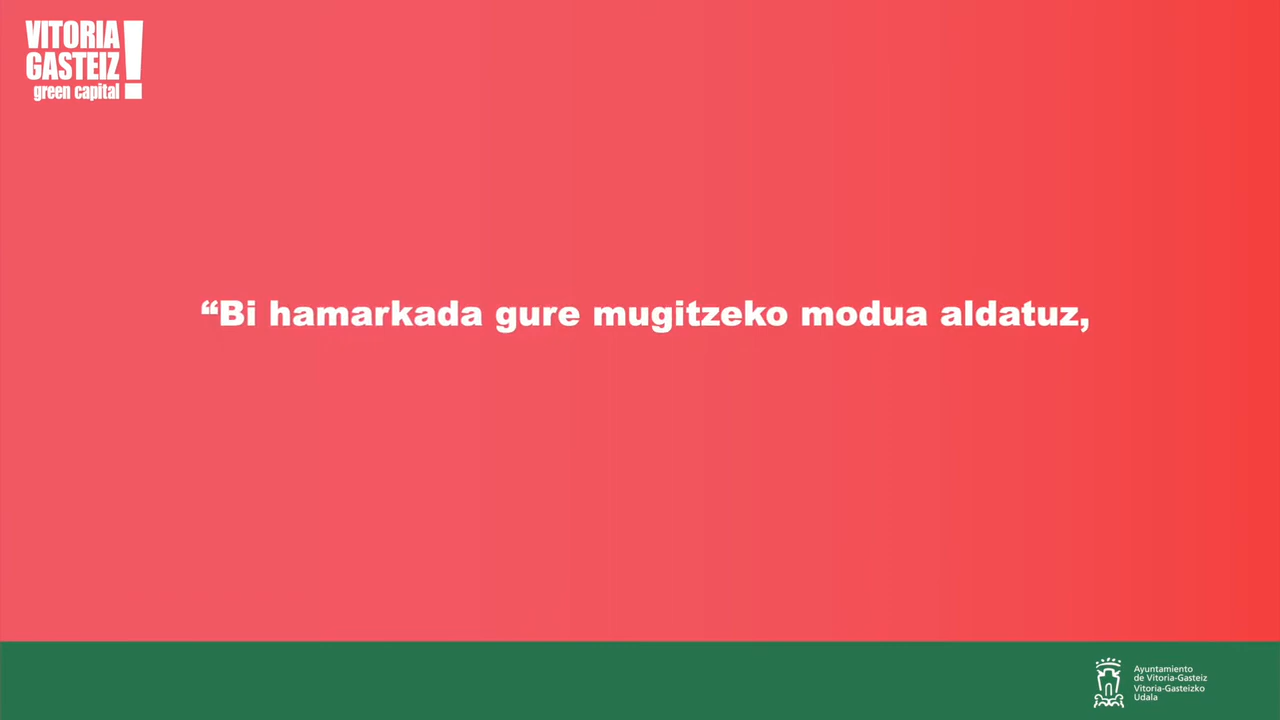 VITORIA
GASTEIZ!
green capital
“Bi hamarkada gure mugitzeko modua aldatuz,
Ayuntamiento
de Vitoria-Gasteiz
Vitoria-Gasteizko
Udala